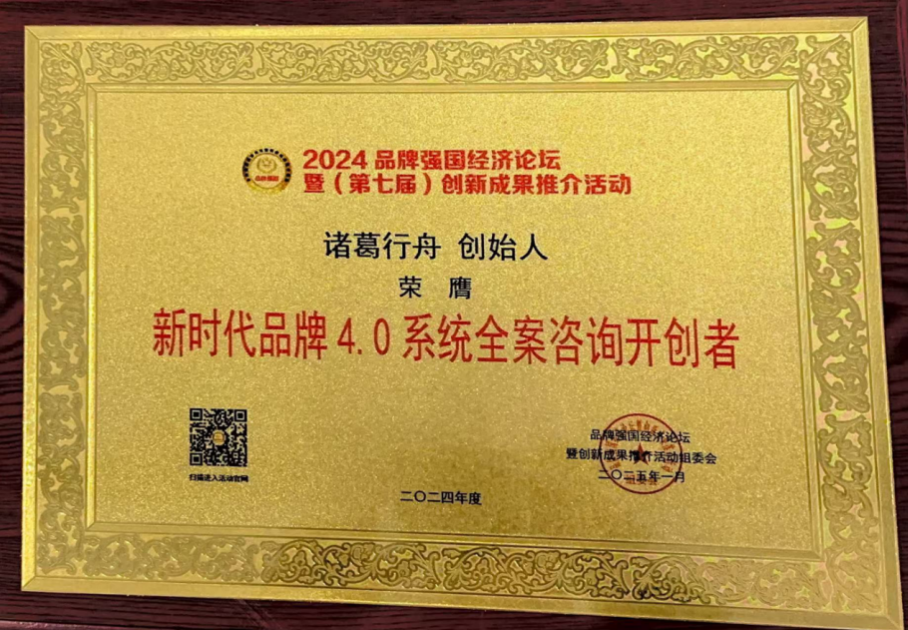 2024 品牌强国经济论坛
暨（第七届）创新成果推介活动
诸葛行舟 创始人
荣 膺
新时代品牌 4.0 系统全案咨询开创者
扫描进入活动官网
品牌强国经济论坛
暨创新成果推介活动组委会
二〇二五年一月
二〇二四年度